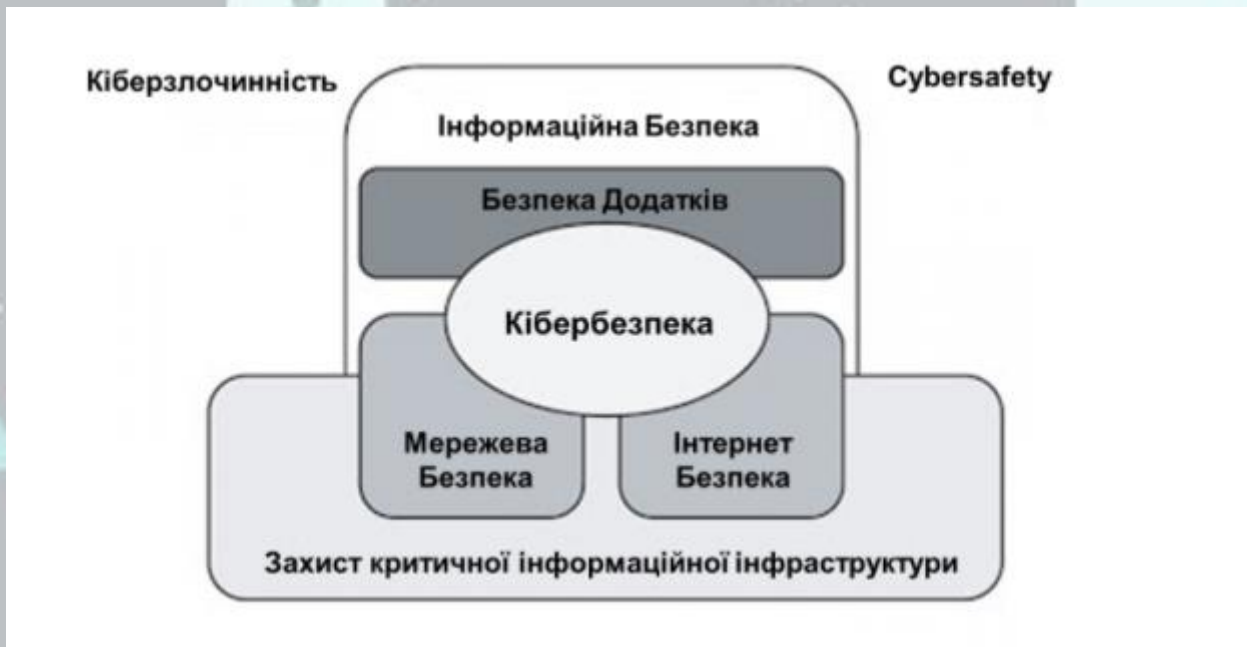 Кіберзлочинність
Cybersafety
Інформаційна Безпека
Безпека Додатків
Кібербезпека
Мережева
Безпека
Інтернет
Безпека
Захист критичної інформаційної інфраструктури